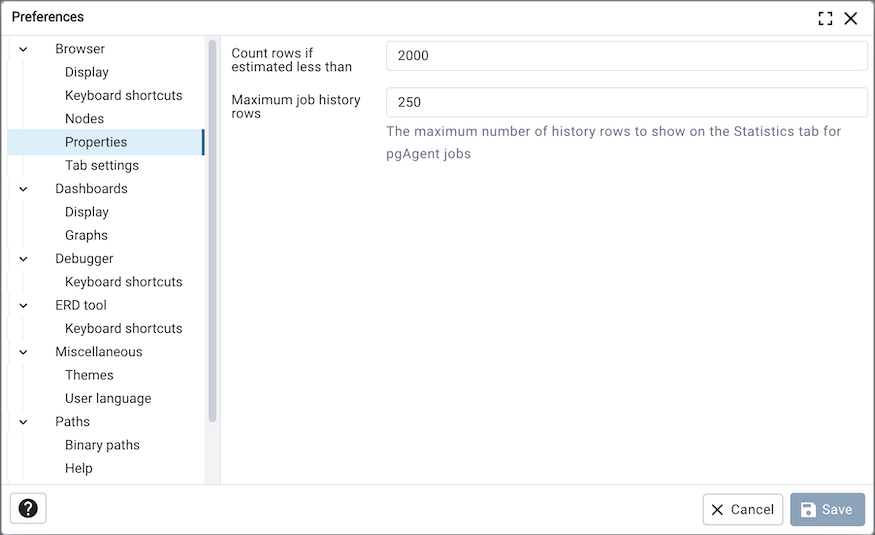 Preferences
Browser
Display
Keyboard shortcuts
Nodes
Properties
Tab settings
Dashboards
Display
Graphs
Debugger
Keyboard shortcuts
ERD tool
Keyboard shortcuts
Miscellaneous
Themes
User language
Paths
Binary paths
Help
Count rows if
estimated less than
2000
Maximum job history
rows
250
The maximum number of history rows to show on the Statistics tab for
pgAgent jobs
?
Cancel
Save